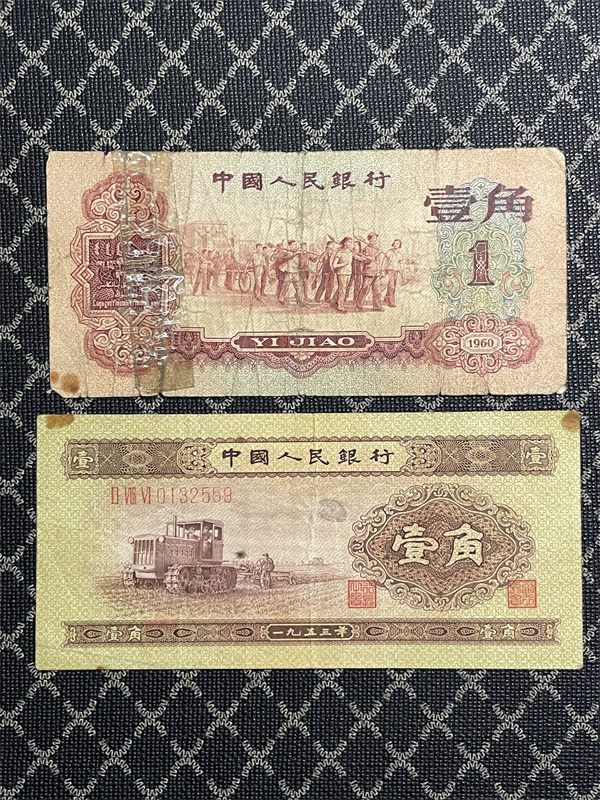 中國人民銀行
壹角
1
YI JIAO
1960
中國人民銀行
壹
壹
II VIII VI 0132559
壹角
壹角
一九五三年
壹角